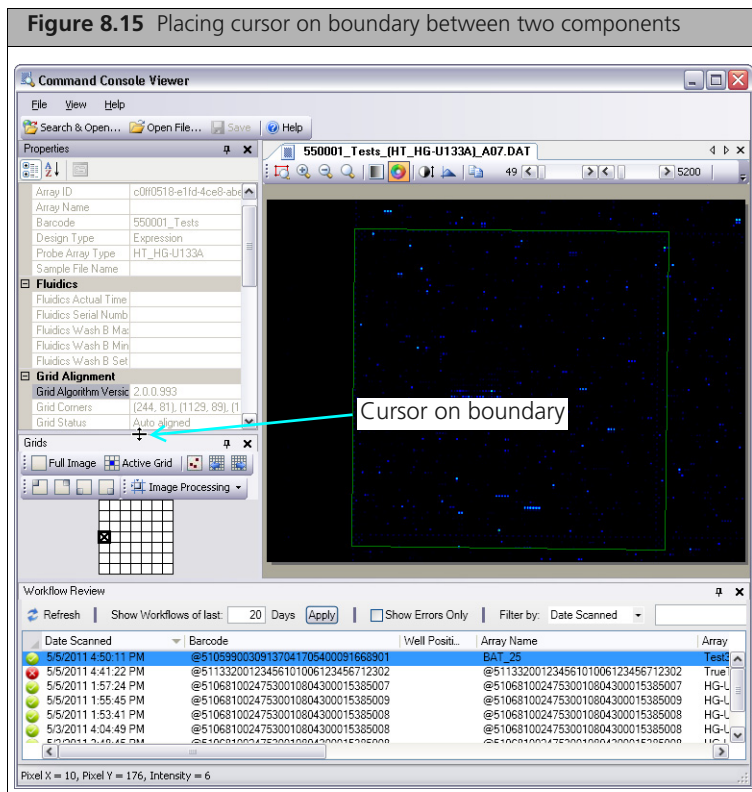 Figure 8.15 Placing cursor on boundary between two components
Command Console Viewer
File View Help
Search & Open... Open File... Save Help
Properties
550001_Tests_(HT_HG-U133A)_A07.DAT
49
5200
Array ID c0ff0518-e1fd-4ce8-abe
Array Name
Barcode 550001_Tests
Design Type Expression
Probe Array Type HT_HG-U133A
Sample File Name
Fluidics
Fluidics Actual Time
Fluidics Serial Numb
Fluidics Wash B Ma
Fluidics Wash B Min
Fluidics Wash B Set
Grid Alignment
Grid Algorithm Versic 2.0.0.993
Grid Corners (244, 81), (1129, 89), (1
Grid Status Auto aligned
Cursor on boundary
Grids
Full Image Active Grid
Image Processing
Workflow Review
Refresh Show Workflows of last: 20 Days Apply Show Errors Only Filter by: Date Scanned
Date Scanned Barcode Well Positi... Array Name Array
5/5/2011 4:50:11 PM @51059900309137041705400091668901 BAT_25 Test3
5/5/2011 4:41:22 PM @51133200123456101006123456712302 @51133200123456101006123456712302 True1
5/5/2011 1:57:24 PM @51068100247530010804300015385007 @51068100247530010804300015385007 HG-U
5/5/2011 1:55:45 PM @51068100247530010804300015385009 @51068100247530010804300015385009 HG-U
5/5/2011 1:53:41 PM @51068100247530010804300015385008 @51068100247530010804300015385008 HG-U
5/3/2011 4:04:49 PM @51068100247530010804300015385008 @51068100247530010804300015385008 HG-U
Pixel X = 10, Pixel Y = 176, Intensity = 6